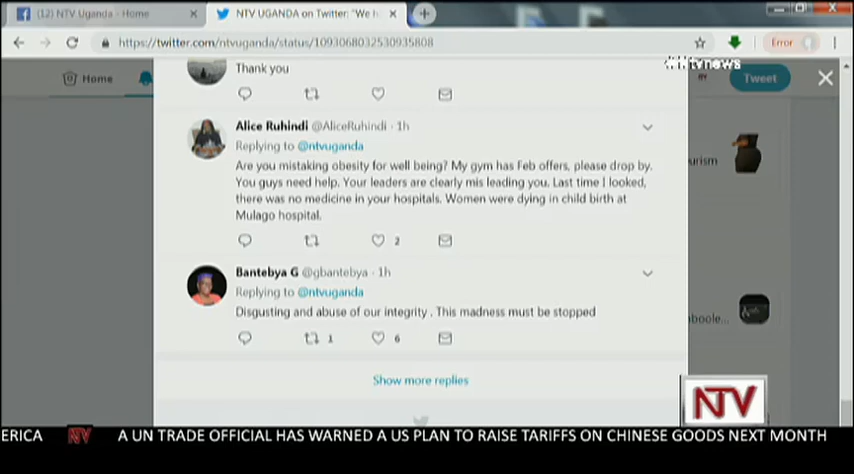 (12) NTV Uganda - Home
NTV UGANDA on Twitter: "We h
https://twitter.com/ntvuganda/status/1093068032530935808
Error
#Ntvnews
Home
Tweet
Thank you
Alice Ruhindi @AliceRuhindi · 1h
Replying to @ntvuganda
Are you mistaking obesity for well being? My gym has Feb offers, please drop by.
You guys need help. Your leaders are clearly mis leading you. Last time I looked,
there was no medicine in your hospitals. Women were dying in child birth at
Mulago hospital.
2
urism
Bantebya G @gbantebya · 1h
Replying to @ntvuganda
Disgusting and abuse of our integrity . This madness must be stopped
1 6
boole...
Show more replies
NTV
ERICA NTV A UN TRADE OFFICIAL HAS WARNED A US PLAN TO RAISE TARIFFS ON CHINESE GOODS NEXT MONTH